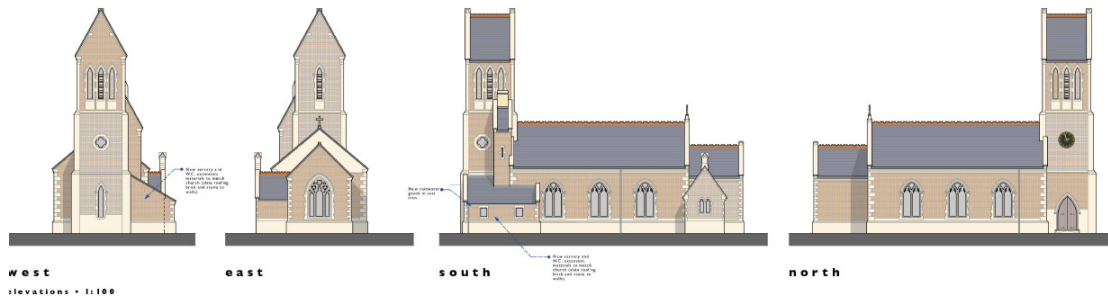 New servery and
W.C. extension
materials to match
church (slate roofing,
brick and stone to
walls).
New rainwater
goods in cast
iron.
New servery and
W.C. extension
materials to match
church (slate roofing,
brick and stone to
walls).
west
east
south
north
elevations • 1:100